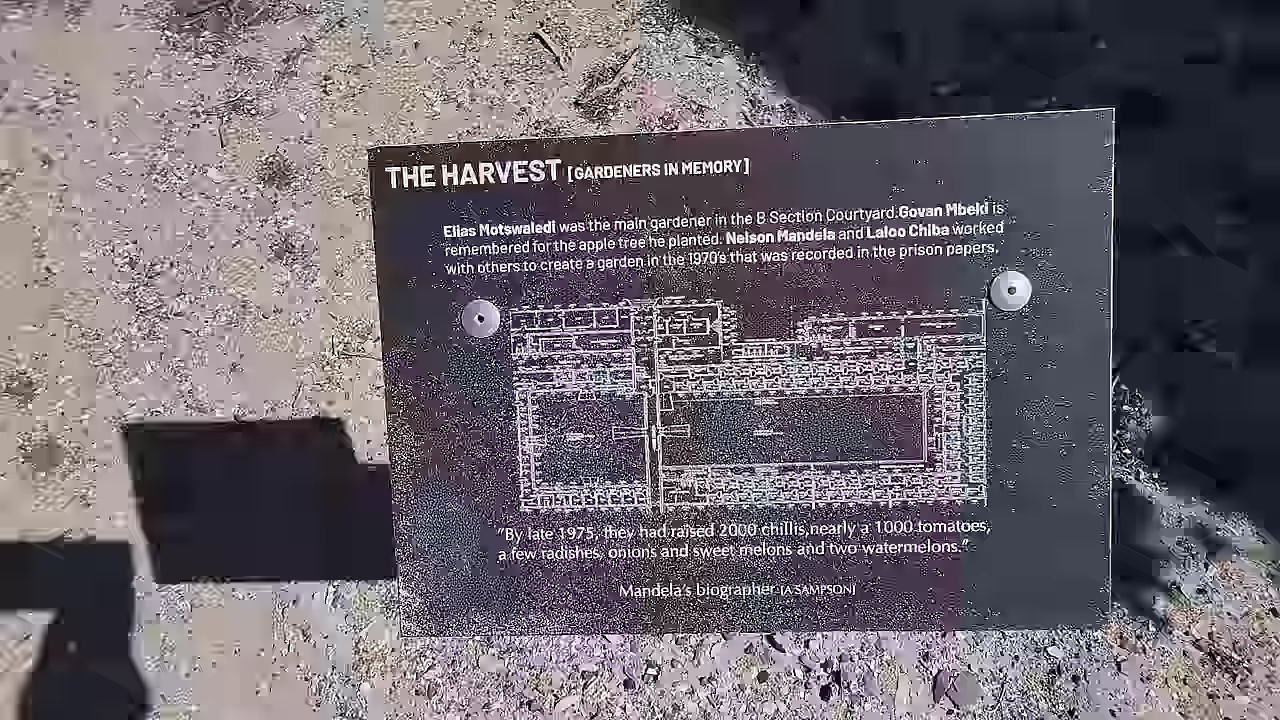 THE HARVEST [GARDENERS IN MEMORY]
Elias Motswaledi was the main gardener in the B Section Courtyard. Govan Mbeki is
remembered for the apple tree he planted. Nelson Mandela and Laloo Chiba worked
with others to create a garden in the 1970's that was recorded in the prison papers.
"By late 1975, they had raised 2000 chillis, nearly a 1000 tomatoes,
a few radishes, onions and sweet melons and two watermelons."
Mandela's biographer [A SAMPSON]